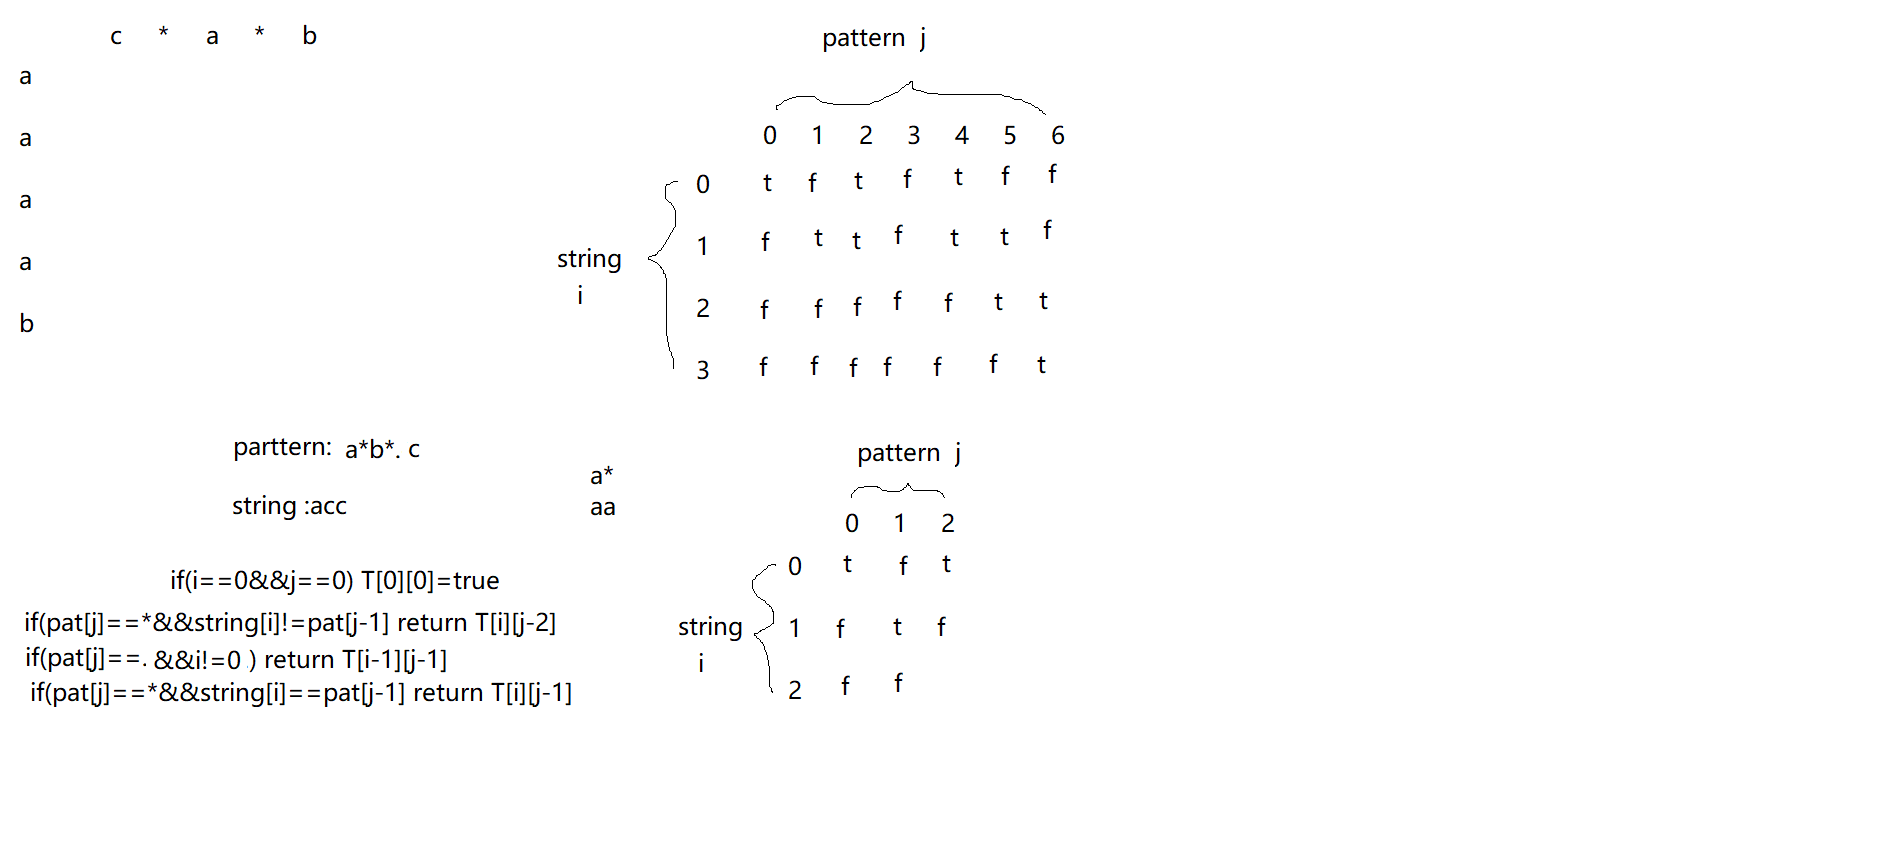 c * a * b
a
a
a
a
b
pattern j
0 1 2 3 4 5 6
0 t f t f t f f
1 f t t f t t f
string
i
2 f f f f f t t
3 f f f f f f t
parttern: a*b*. c
string :acc
a*
aa
pattern j
0 1 2
0 t f t
string
i
1 f t f
2 f f
if(i==0&&j==0) T[0][0]=true
if(pat[j]==*&&string[i]!=pat[j-1] return T[i][j-2]
if(pat[j]==. &&i!=0 ) return T[i-1][j-1]
if(pat[j]==*&&string[i]==pat[j-1] return T[i][j-1]